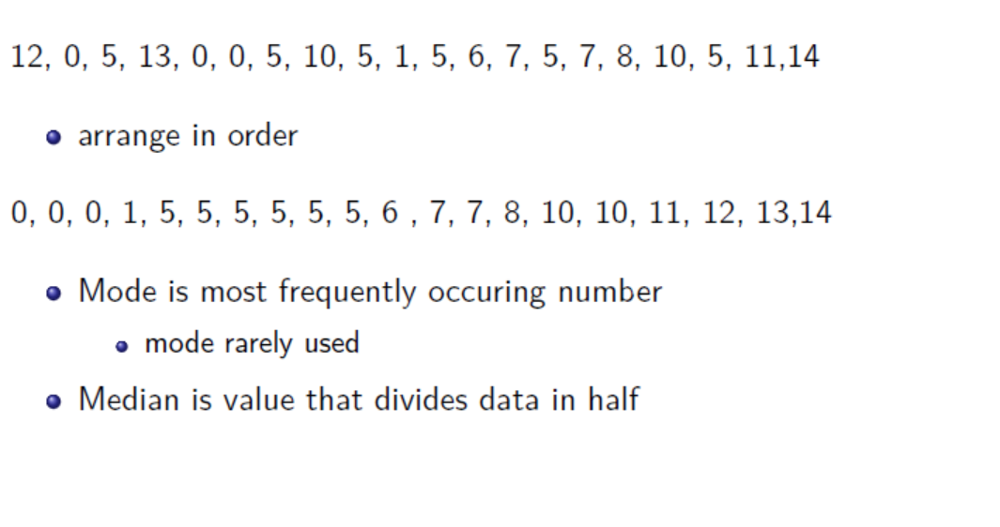 12, 0, 5, 13, 0, 0, 5, 10, 5, 1, 5, 6, 7, 5, 7, 8, 10, 5, 11,14
arrange in order
0, 0, 0, 1, 5, 5, 5, 5, 5, 5, 6 , 7, 7, 8, 10, 10, 11, 12, 13,14
Mode is most frequently occuring number
mode rarely used
Median is value that divides data in half